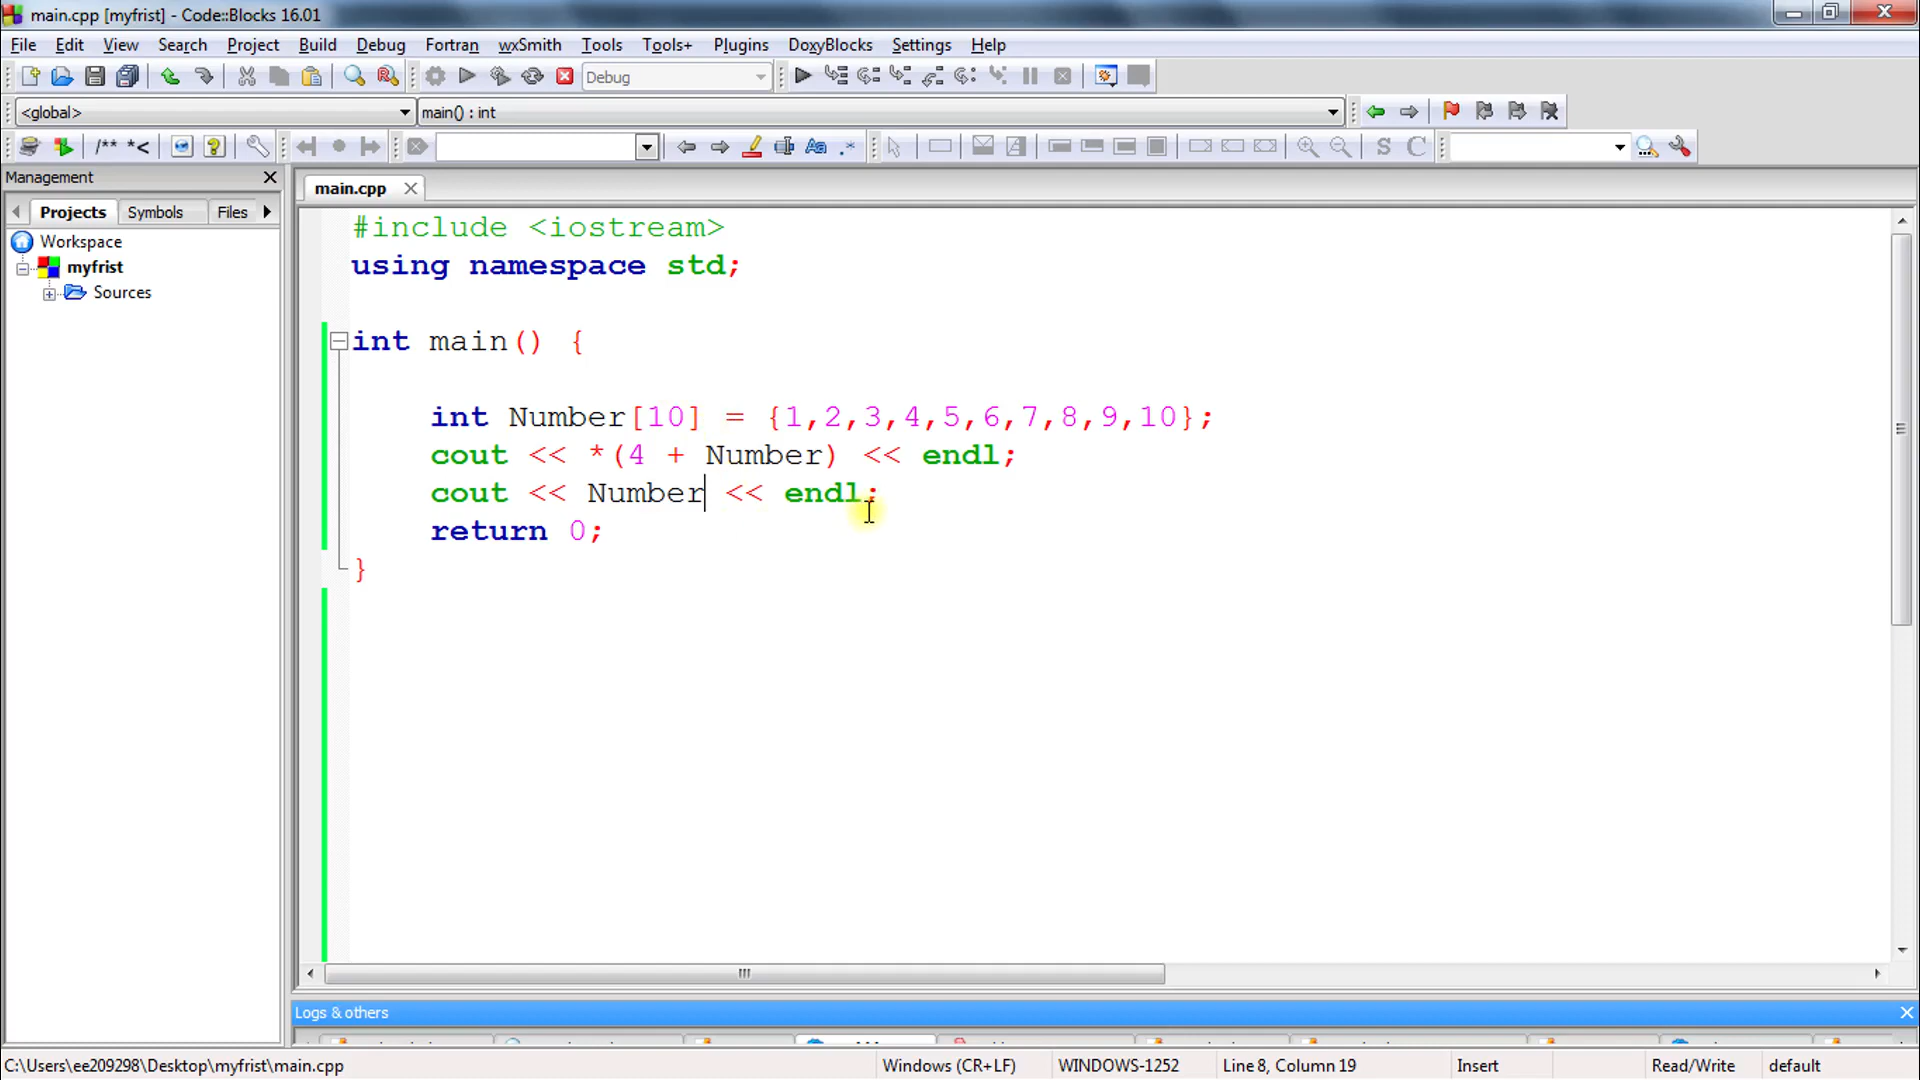 main.cpp [myfrist] - Code::Blocks 16.01
File Edit View Search Project Build Debug Fortran wxSmith Tools Tools+ Plugins DoxyBlocks Settings Help
Debug
<global> main() : int
/** *<
Management
main.cpp
Projects Symbols Files
Workspace
myfrist
Sources
#include <iostream>
using namespace std;
int main() {
int Number[10] = {1,2,3,4,5,6,7,8,9,10};
cout << *(4 + Number) << endl;
cout << Number << endl;
return 0;
}
Logs & others
C:\Users\ee209298\Desktop\myfrist\main.cpp Windows (CR+LF) WINDOWS-1252 Line 8, Column 19 Insert Read/Write default